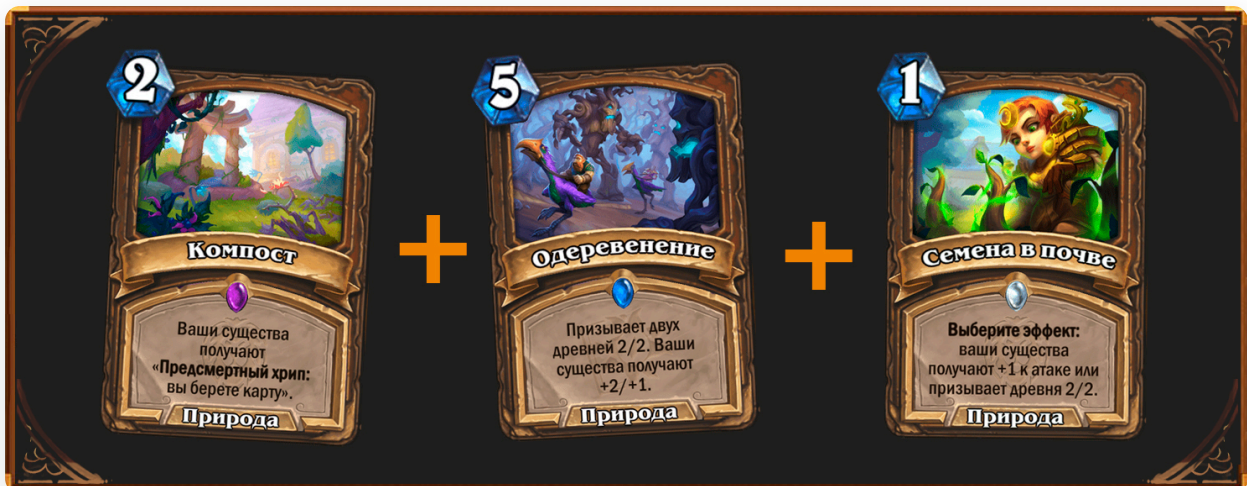 2
Компост
Ваши существа
получают
«Предсмертный хрип:
вы берете карту».
Природа
+
5
Одеревенение
Призывает двух
древней 2/2. Ваши
существа получают
+2/+1.
Природа
+
1
Семена в почве
Выберите эффект:
ваши существа
получают +1 к атаке или
призывает древня 2/2.
Природа